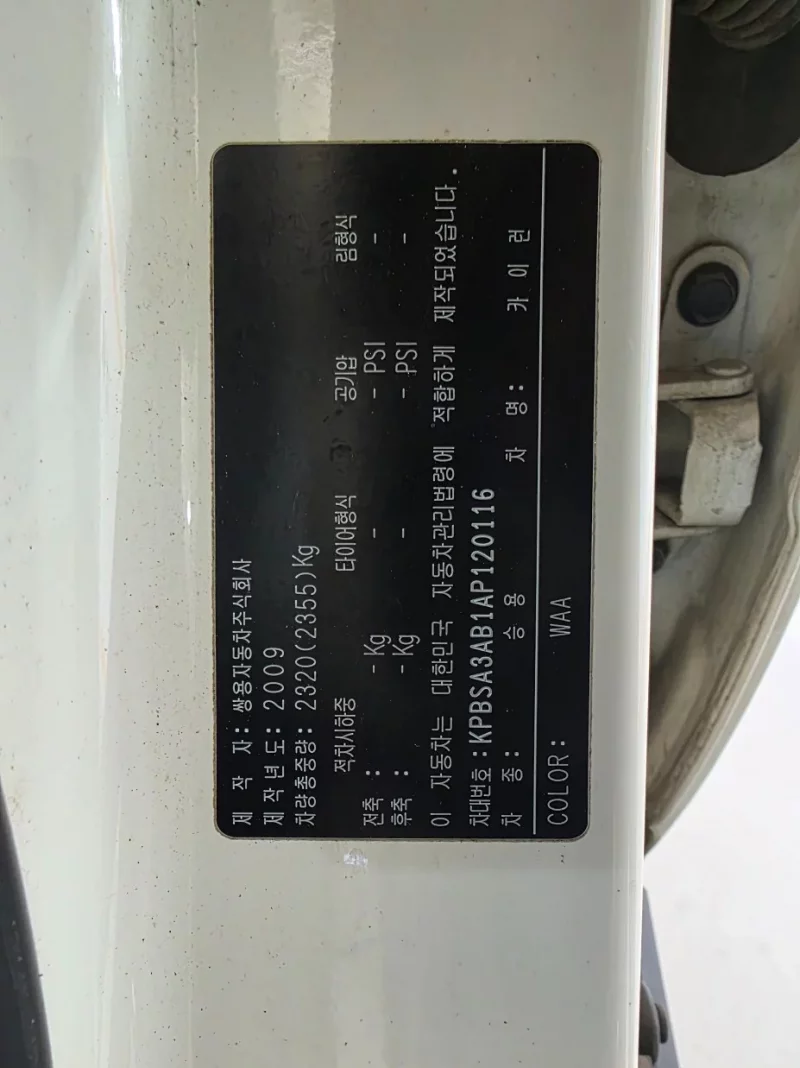 제 작 자: 쌍용자동차주식회사
제작년도: 2009
차량총중량: 2320(2355)Kg
적차시하중 타이어형식 공기압 림형식
전축 : - Kg - - PSI -
후축 : - Kg - - PSI -
이 자동차는 대한민국 자동차관리법령에 적합하게 제작되었습니다.
차대번호 : KPBSA3AB1AP120116
차 종: 승 용 차 명: 카 이 런
COLOR: WAA